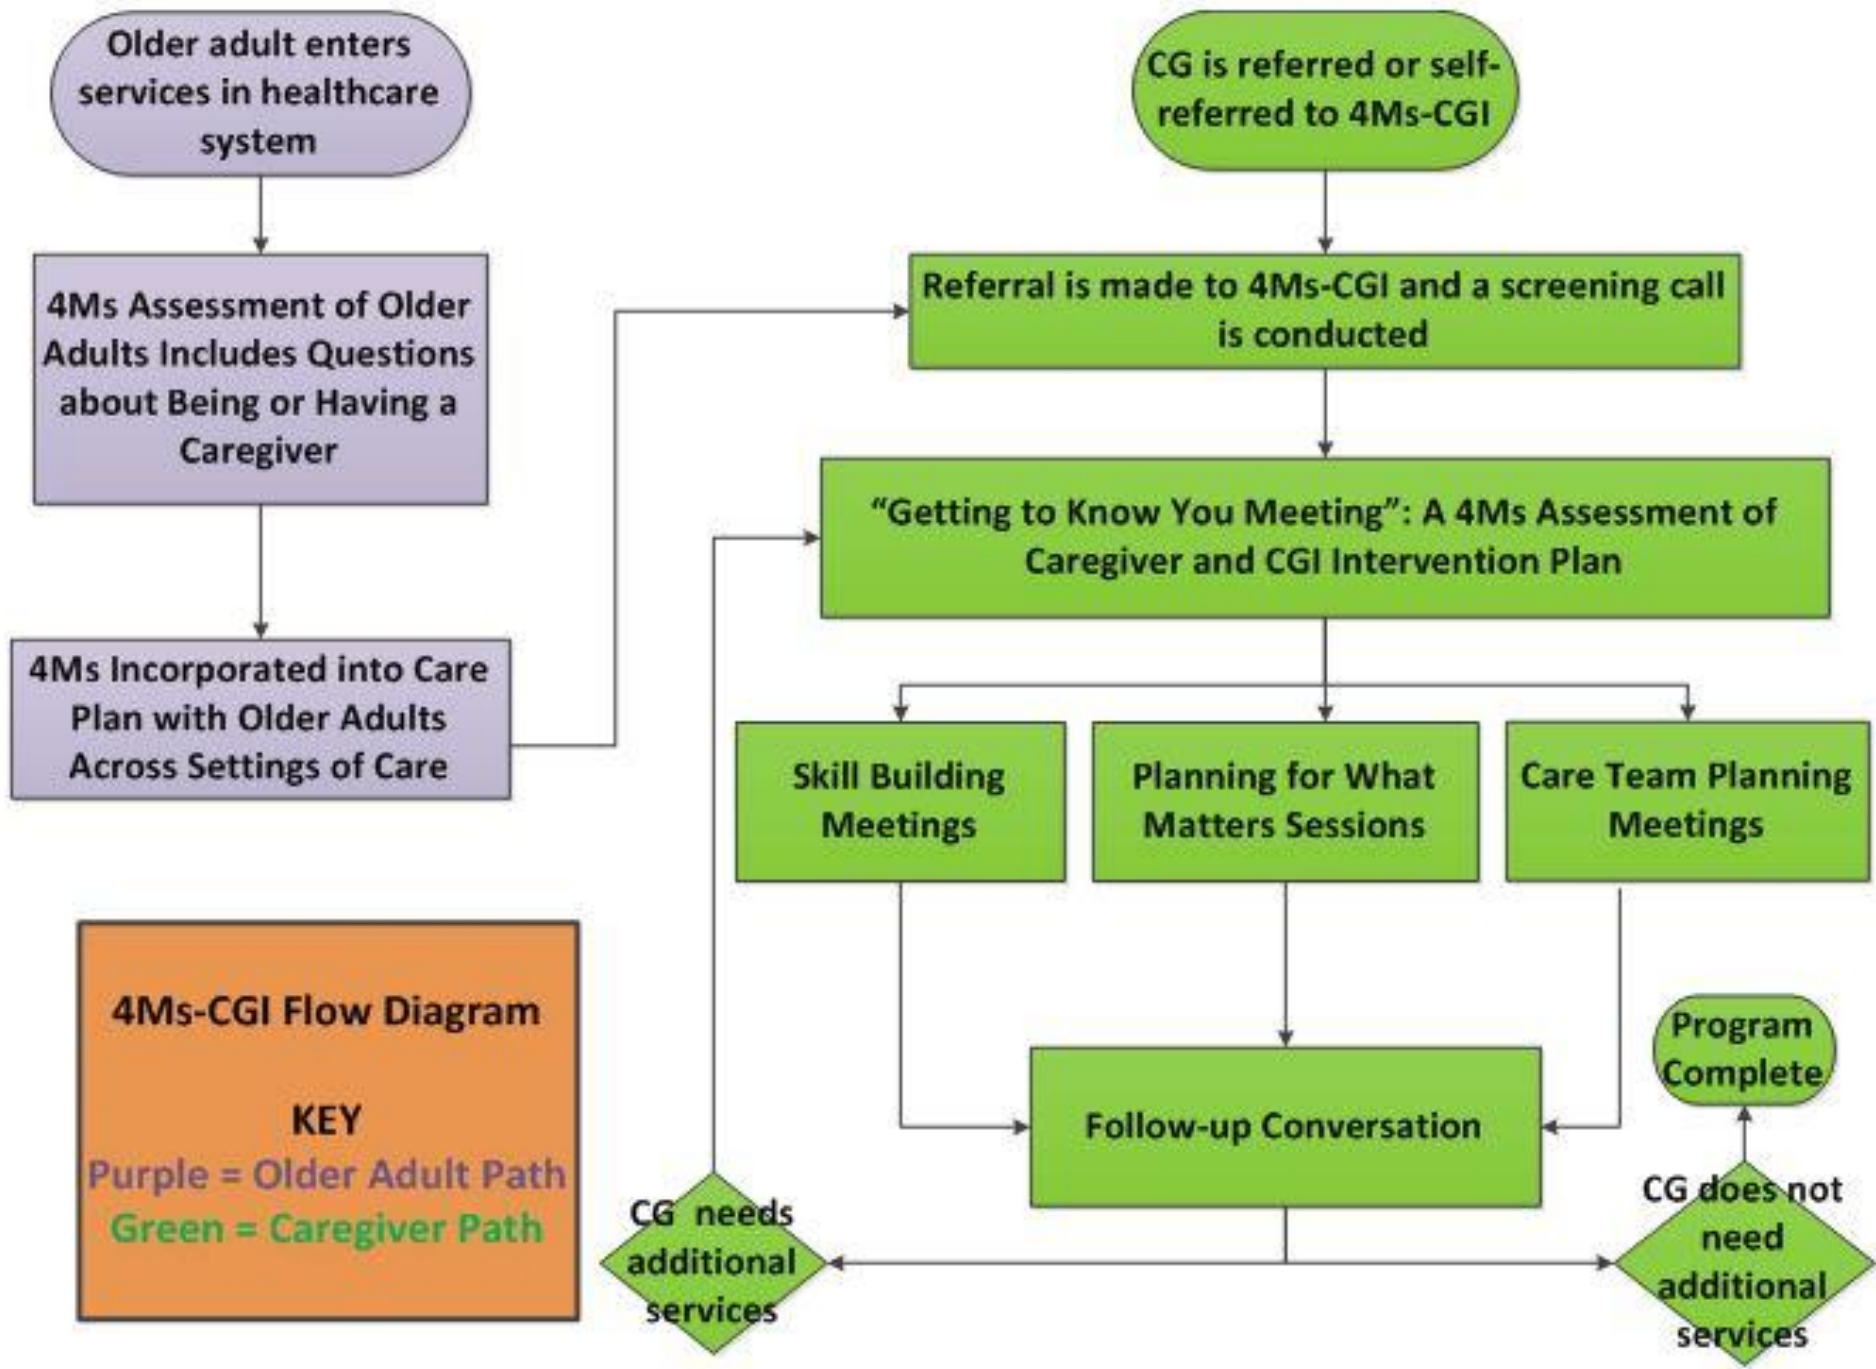 Older adult enters
services in healthcare
system
4Ms Assessment of Older
Adults Includes Questions
about Being or Having a
Caregiver
4Ms Incorporated into Care
Plan with Older Adults
Across Settings of Care
CG is referred or self-
referred to 4Ms-CGI
Referral is made to 4Ms-CGI and a screening call
is conducted
“Getting to Know You Meeting”: A 4Ms Assessment of
Caregiver and CGI Intervention Plan
Skill Building
Meetings
Planning for What
Matters Sessions
Care Team Planning
Meetings
Follow-up Conversation
CG needs
additional
services
CG does not
need
additional
services
Program
Complete
4Ms-CGI Flow Diagram
KEY
Purple = Older Adult Path
Green = Caregiver Path